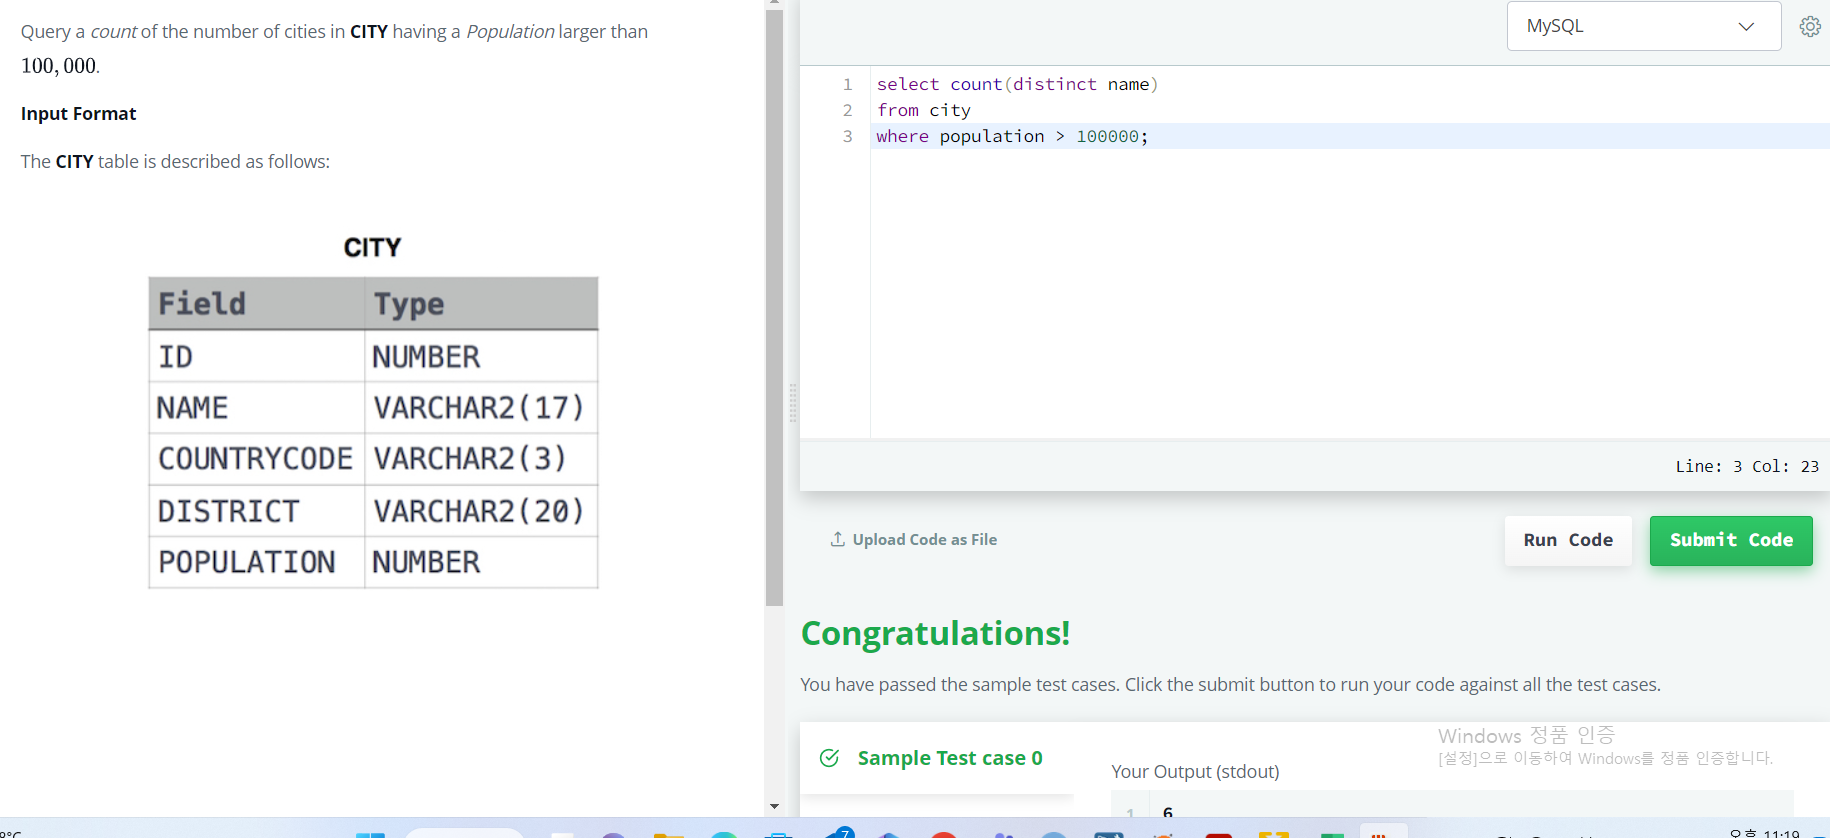 Query a count of the number of cities in CITY having a Population larger than
100, 000.
Input Format
The CITY table is described as follows:
CITY
Field Type
ID NUMBER
NAME VARCHAR2(17)
COUNTRYCODE VARCHAR2(3)
DISTRICT VARCHAR2(20)
POPULATION NUMBER
MySQL
1 select count(distinct name)
2 from city
3 where population > 100000;
Line: 3 Col: 23
Upload Code as File
Run Code
Submit Code
Congratulations!
You have passed the sample test cases. Click the submit button to run your code against all the test cases.
Sample Test case 0
Windows 정품 인증
[설정]으로 이동하여 Windows를 정품 인증합니다.
Your Output (stdout)
1 6
7